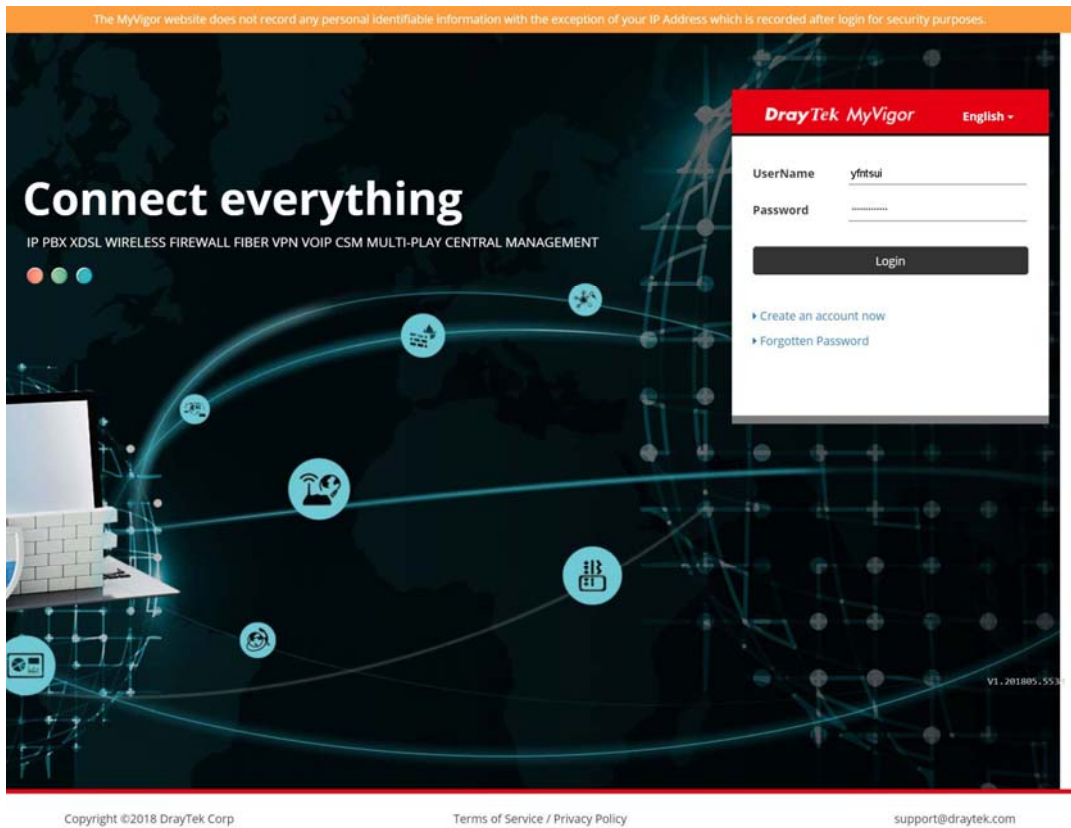 The MyVigor website does not record any personal identifiable information with the exception of your IP Address which is recorded after login for security purposes.
DrayTek MyVigor English
UserName yfntsui
Password
Login
Create an account now
Forgotten Password
Connect everything
IP PBX XDSL WIRELESS FIREWALL FIBER VPN VOIP CSM MULTI-PLAY CENTRAL MANAGEMENT
Copyright ©2018 DrayTek Corp
Terms of Service / Privacy Policy
support@draytek.com